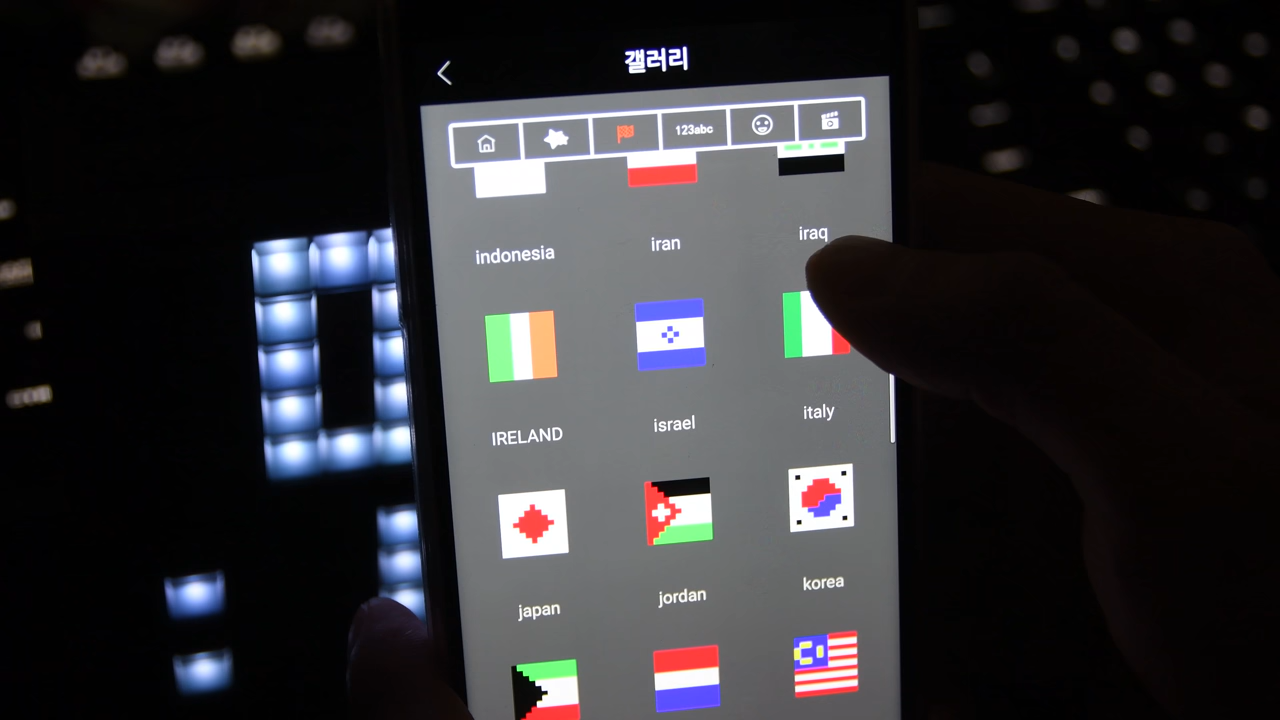 갤러리
123abc
indonesia
iran
iraq
IRELAND
israel
italy
japan
jordan
korea